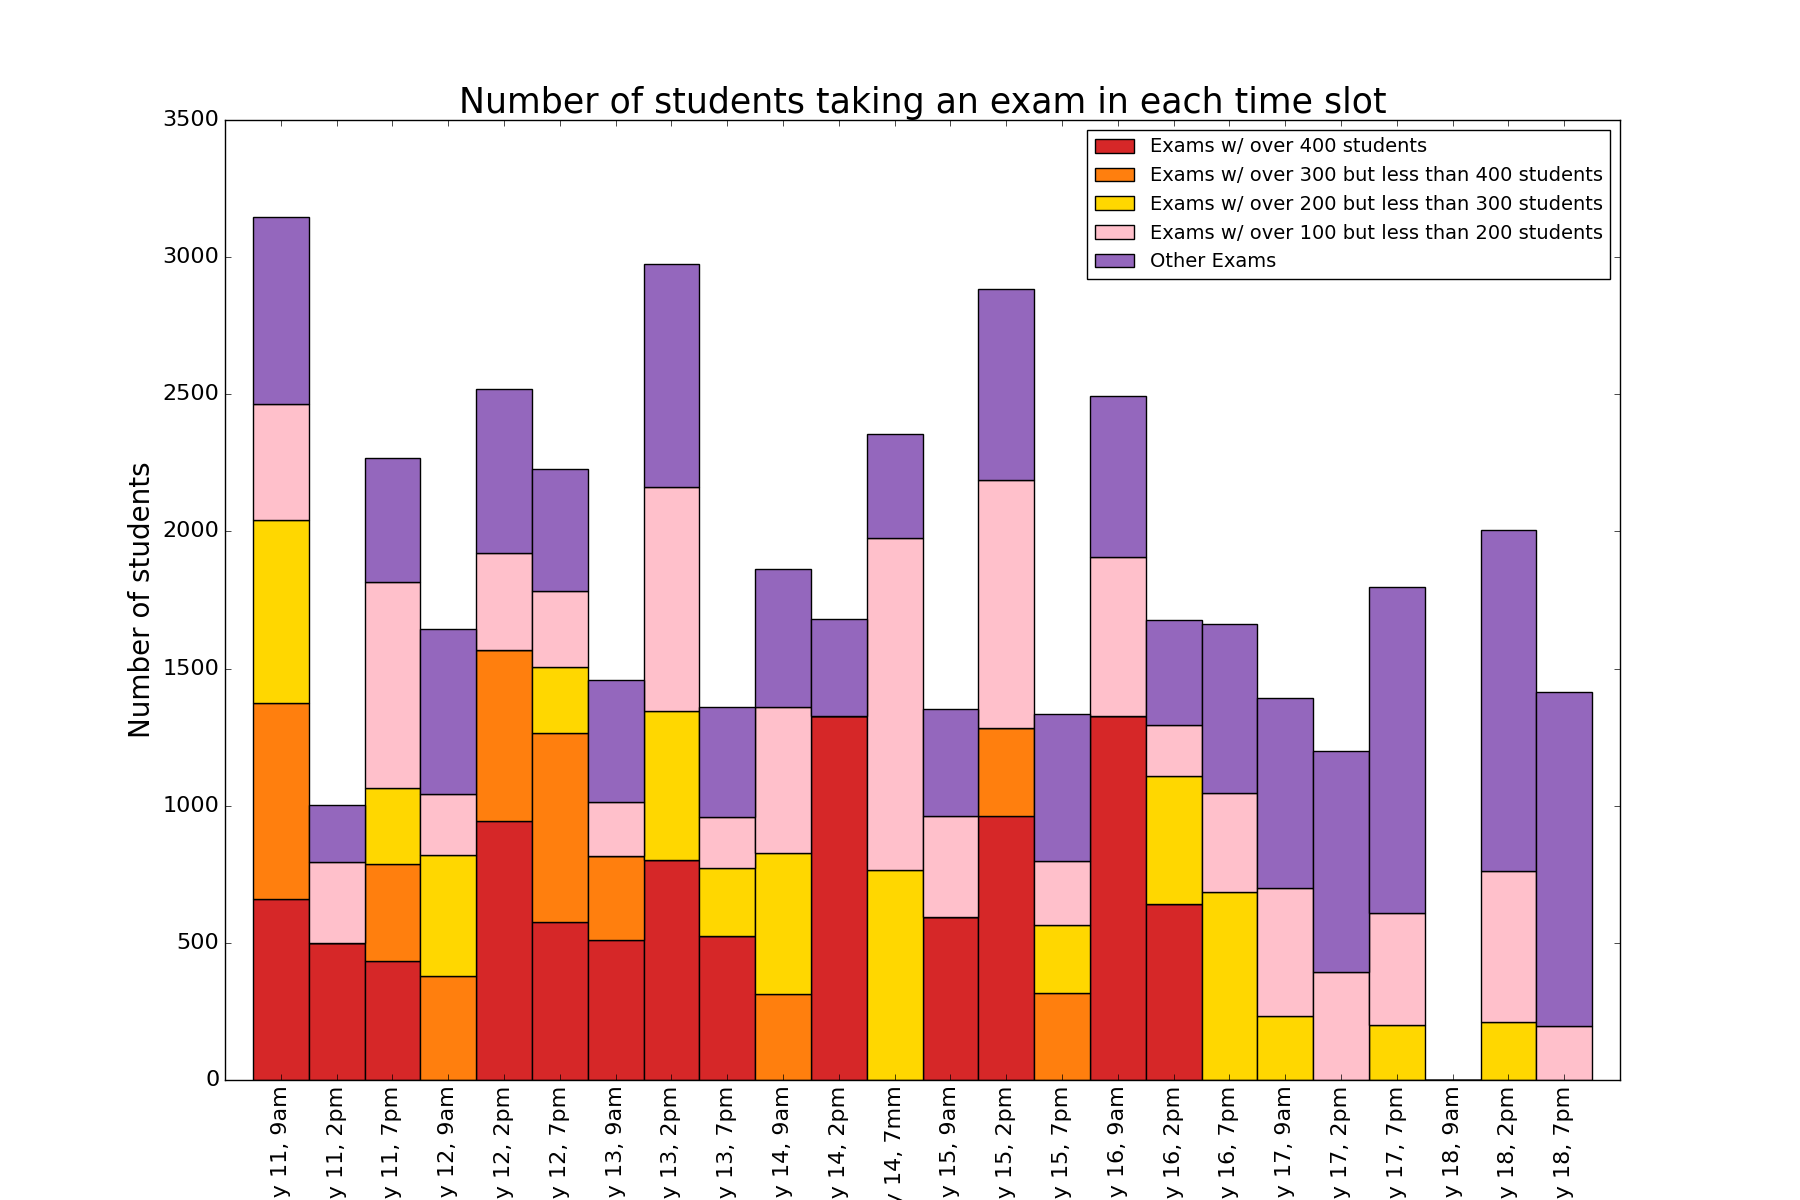 Number of students taking an exam in each time slot
Exams w/ over 400 students
Exams w/ over 300 but less than 400 students
Exams w/ over 200 but less than 300 students
Exams w/ over 100 but less than 200 students
Other Exams
Number of students
3500
3000
2500
2000
1500
1000
500
0
y 11, 9am
y 11, 2pm
y 11, 7pm
y 12, 9am
y 12, 2pm
y 12, 7pm
y 13, 9am
y 13, 2pm
y 13, 7pm
y 14, 9am
y 14, 2pm
y 14, 7mm
y 15, 9am
y 15, 2pm
y 15, 7pm
y 16, 9am
y 16, 2pm
y 16, 7pm
y 17, 9am
y 17, 2pm
y 17, 7pm
y 18, 9am
y 18, 2pm
y 18, 7pm